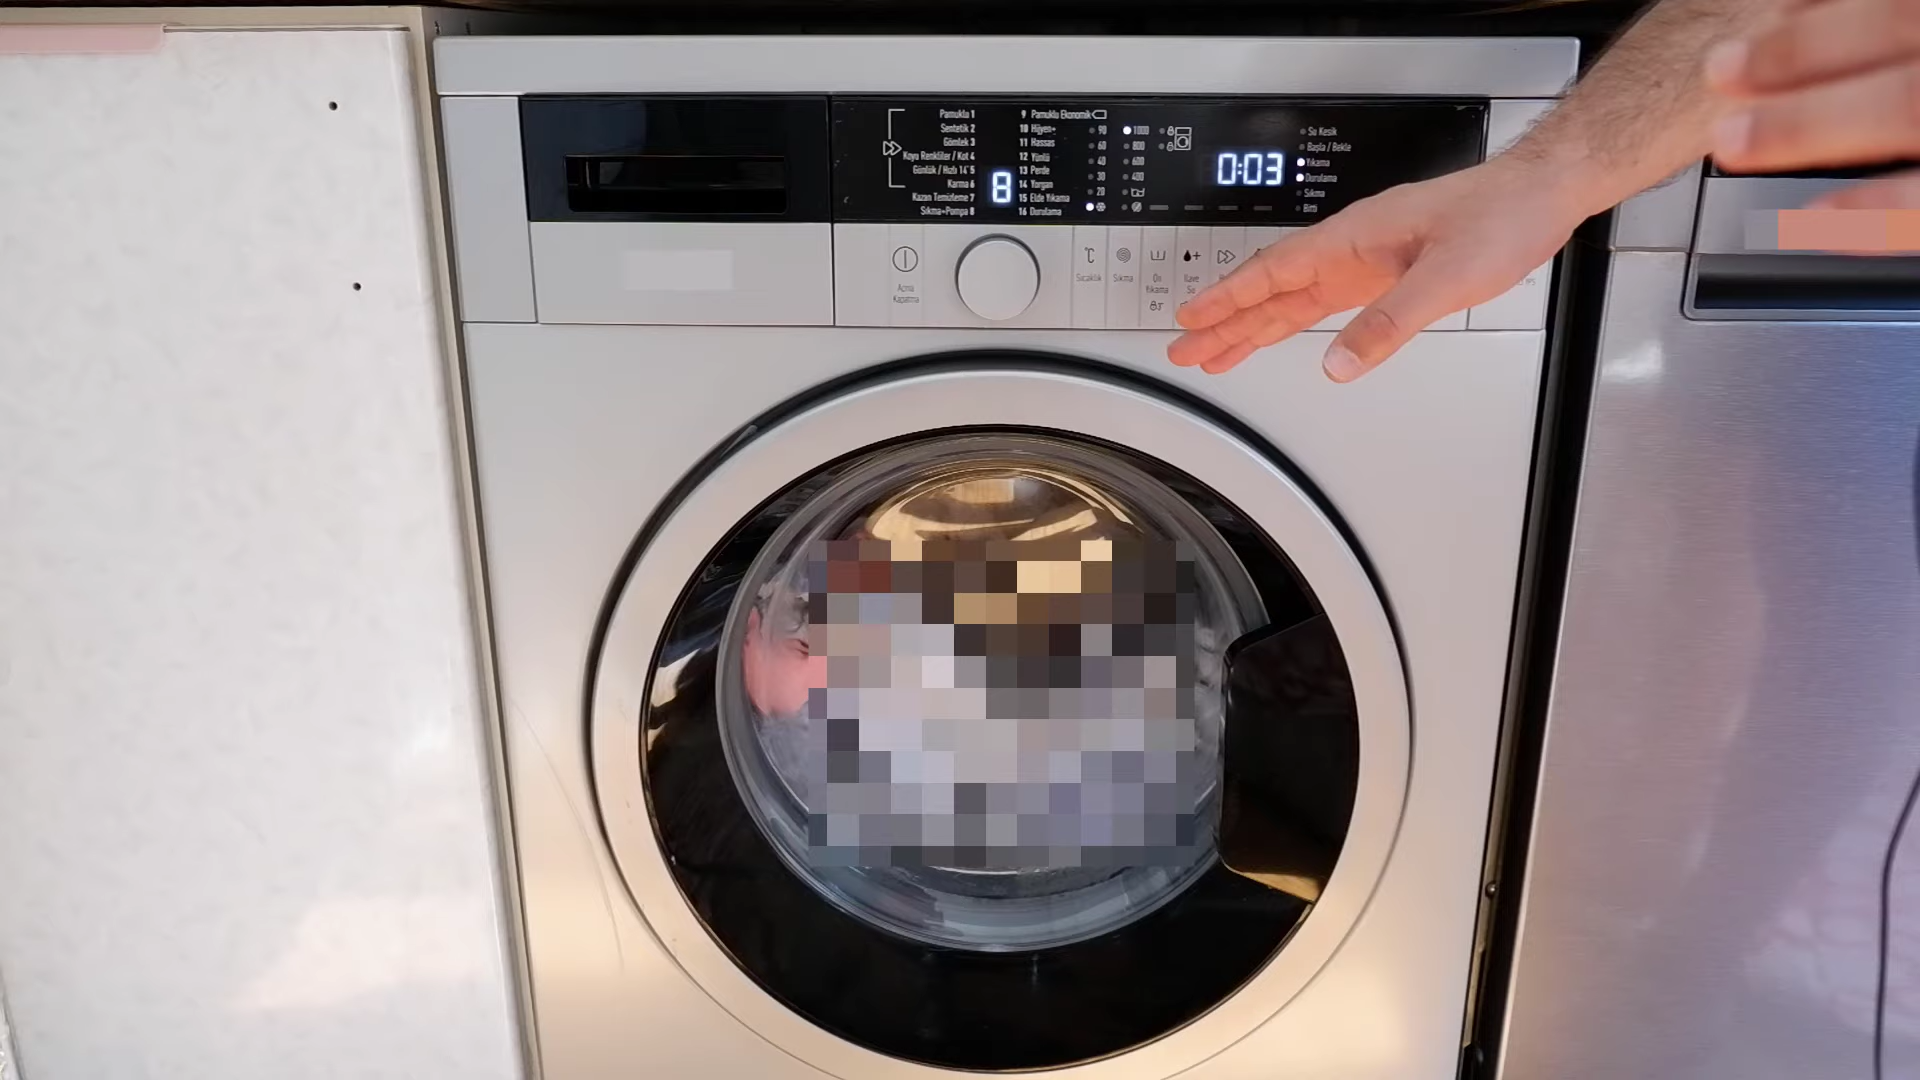 Pamuklu 1
Sentetik 2
Gömlek 3
Koyu Renkliler / Kot 4
Günlük / Hızlı 14' 5
Karma 6
Kazan Temizleme 7
Sıkma+Pompa 8
8
9 Pamuklu Ekonomik
10 Hijyen+
11 Hassas
12 Yünlü
13 Perde
14 Yorgan
15 Elde Yıkama
16 Durulama
90
60
40
30
20
1000
800
600
400
0:03
Su Kesik
Başla / Bekle
Yıkama
Durulama
Sıkma
Bitti
Açma
Kapatma
°C
Sıcaklık
Sıkma
Ön
Yıkama
İlave
Su